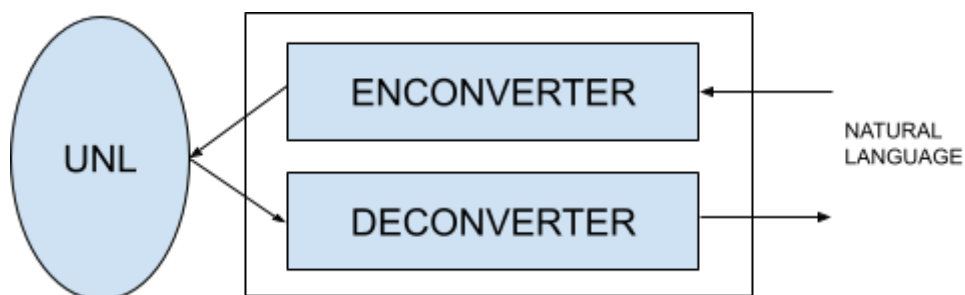 UNL
ENCONVERTER
DECONVERTER
NATURAL
LANGUAGE